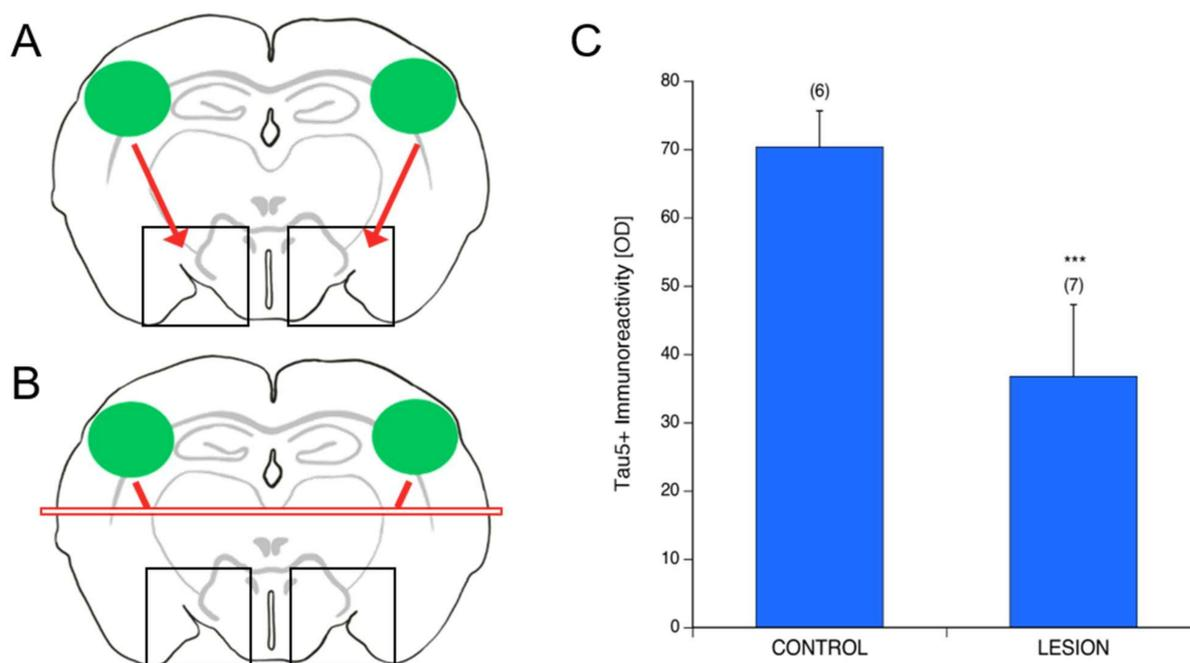 A
B
C
80
70
60
50
40
30
20
10
0
Tau5+ Immunoreactivity [OD]
(6)
***
(7)
CONTROL
LESION